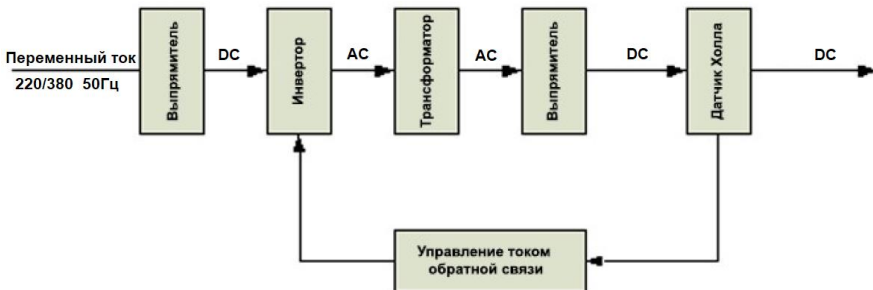 Переменный ток
220/380 50Гц
Выпрямитель
DC
Инвертор
AC
Трансформатор
AC
Выпрямитель
DC
Датчик Холла
DC
Управление током
обратной связи